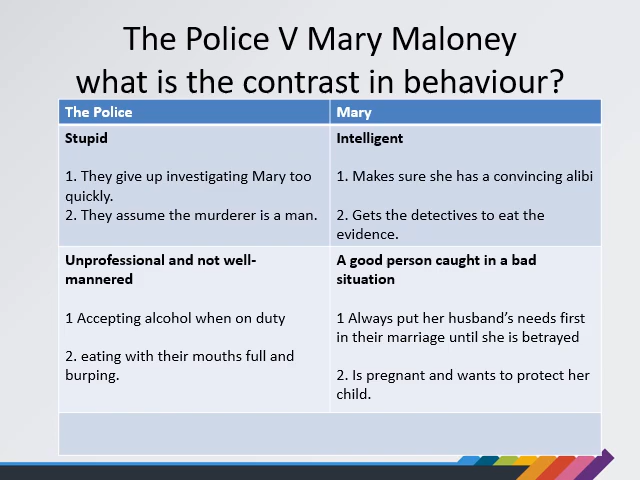 The Police V Mary Maloney
what is the contrast in behaviour?
The Police
Mary
Stupid
1. They give up investigating Mary too
quickly.
2. They assume the murderer is a man.
Intelligent
1. Makes sure she has a convincing alibi
2. Gets the detectives to eat the
evidence.
Unprofessional and not well-
mannered
1 Accepting alcohol when on duty
2. eating with their mouths full and
burping.
A good person caught in a bad
situation
1 Always put her husband's needs first
in their marriage until she is betrayed
2. Is pregnant and wants to protect her
child.